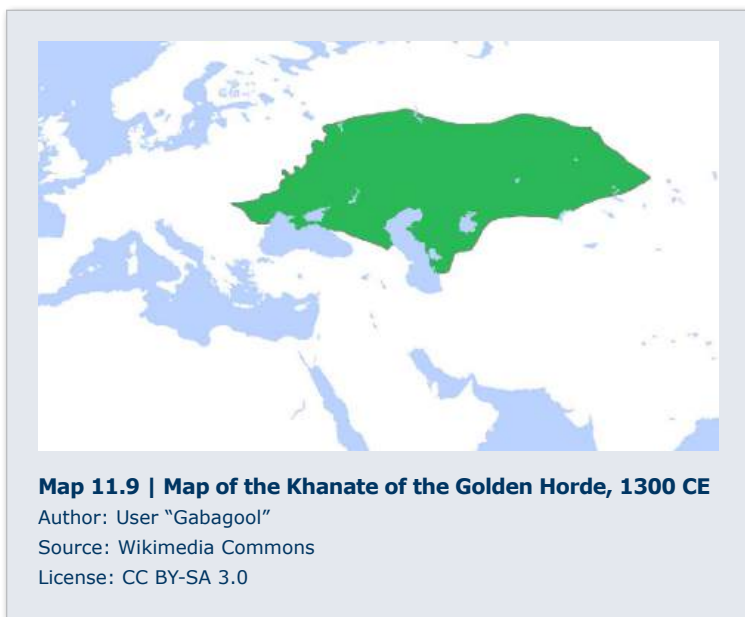 Map 11.9 | Map of the Khanate of the Golden Horde, 1300 CE
Author: User “Gabagool”
Source: Wikimedia Commons
License: CC BY-SA 3.0